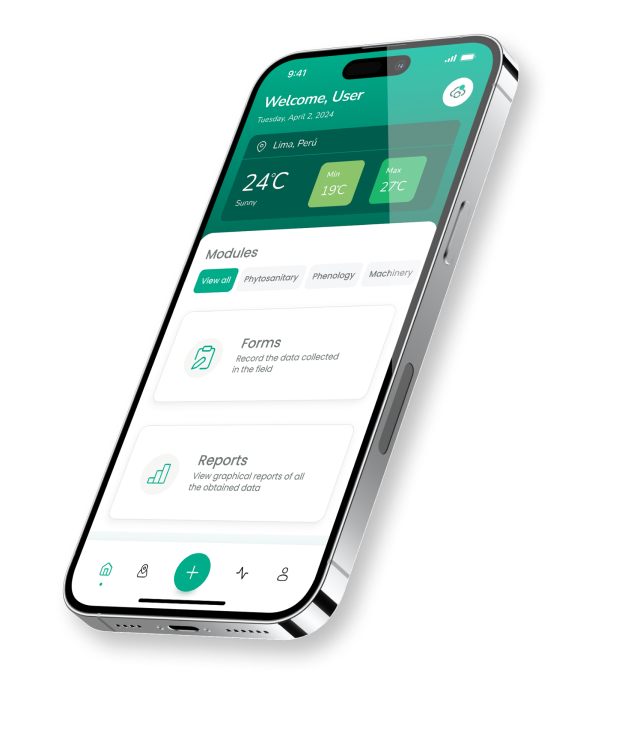 9:41
Welcome, User
Tuesday, April 2, 2024
Lima, Perú
24°C
Sunny
Min
19°C
Max
27°C
Modules
View all
Phytosanitary
Phenology
Machinery
Forms
Record the data collected
in the field
Reports
View graphical reports of all
the obtained data